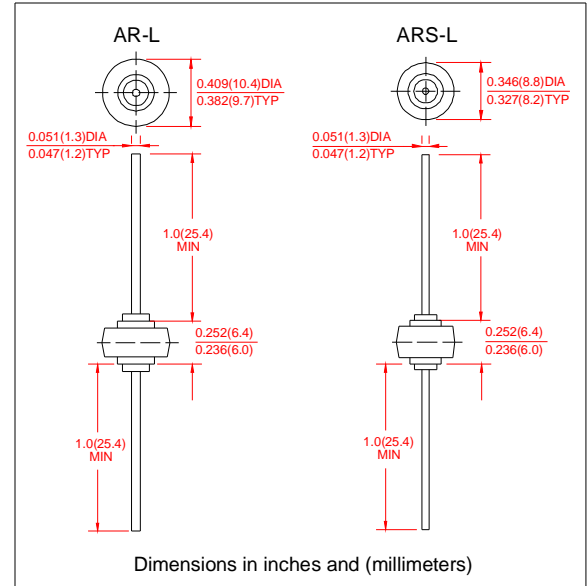 AR-L
0.409(10.4)DIA
0.382(9.7)TYP
0.051(1.3)DIA
0.047(1.2)TYP
1.0(25.4)
MIN
0.252(6.4)
0.236(6.0)
1.0(25.4)
MIN
ARS-L
0.346(8.8)DIA
0.327(8.2)TYP
0.051(1.3)DIA
0.047(1.2)TYP
1.0(25.4)
MIN
0.252(6.4)
0.236(6.0)
1.0(25.4)
MIN
Dimensions in inches and (millimeters)